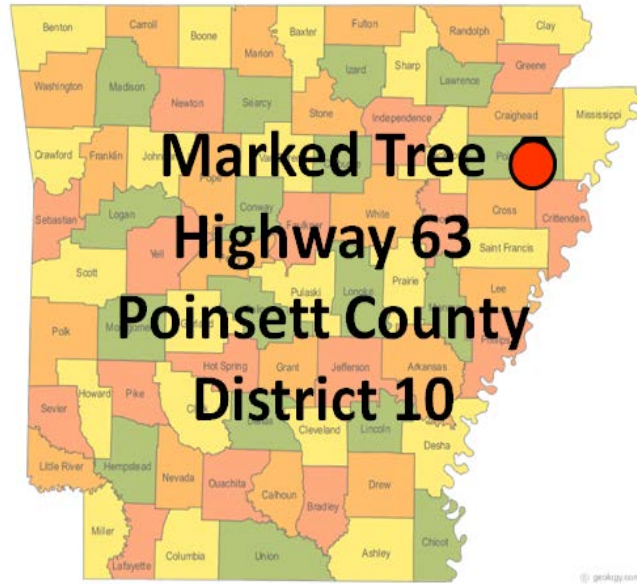 Benton Carroll Boone Baxter Fulton Randolph Clay
Marion Sharp Greene
Washington Madison Izard Lawrence
Newton Searcy Mississippi
Stone Independence Craighead
Crawford Franklin
Marked Tree
Pope
Logan Conway White Cross Crittenden
Sebastian
Highway 63
Yell Saint Francis
Scott Prairie
Pulaski Lonoke Lee
Poinsett County
Polk
Hot Spring Grant Jefferson Arkansas
Howard Pike
District 10
Sevier Cleveland Lincoln
Desha
Little River Hempstead Nevada Ouachita Calhoun Drew
Bradley
Miller Chicot
Lafayette Columbia Union Ashley
© geology.com